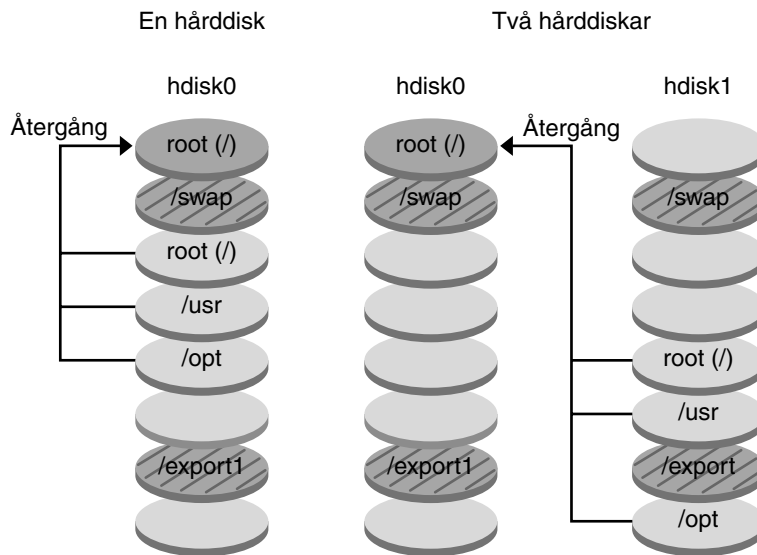 En hårddisk
Två hårddiskar
hdisk0
hdisk0
hdisk1
Återgång
root (/)
root (/)
Återgång
/swap
/swap
/swap
root (/)
/usr
/opt
root (/)
/usr
/export1
/export1
/export
/opt